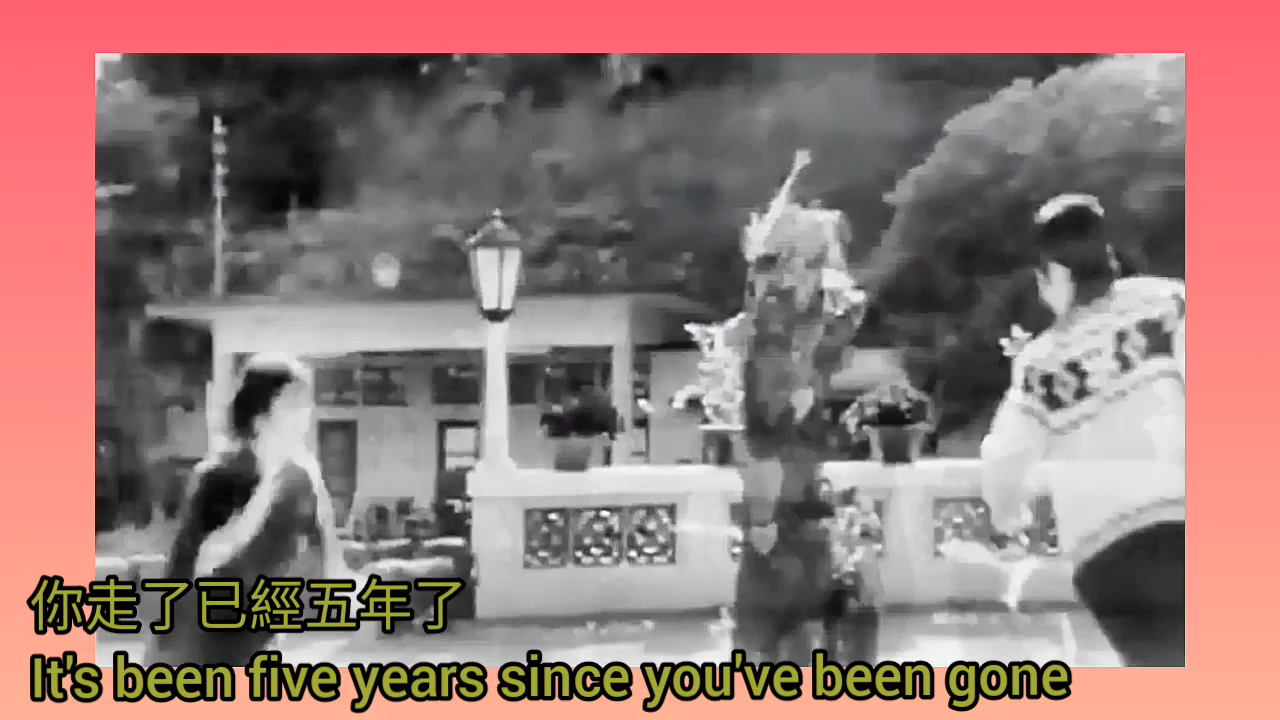 你走了已經五年了
It's been five years since you've been gone